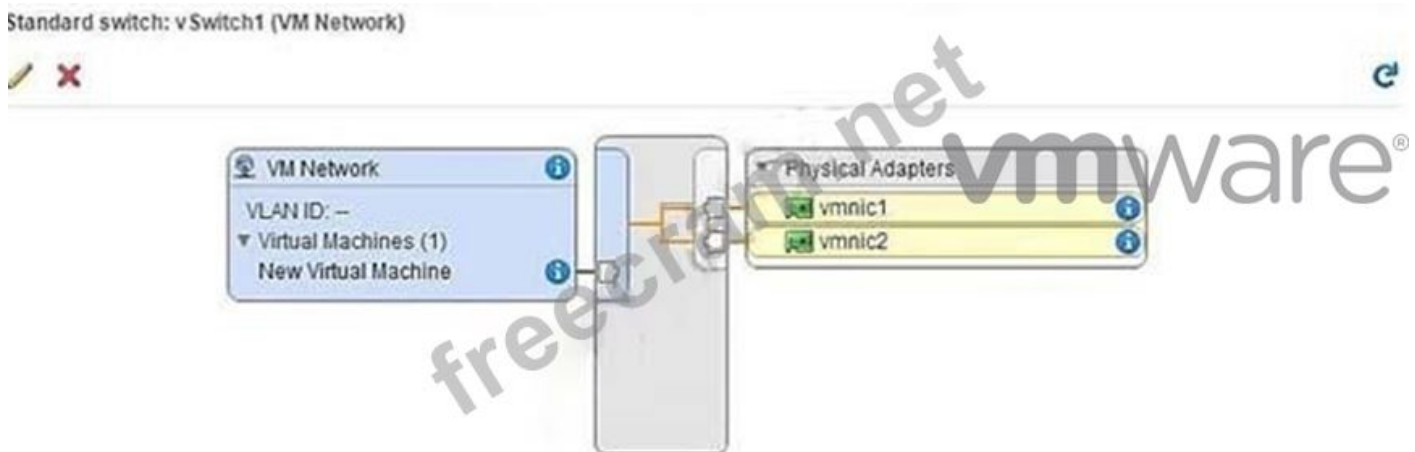 Standard switch: vSwitch1 (VM Network)
VM Network
VLAN ID: --
Virtual Machines (1)
New Virtual Machine
Physical Adapters
vmnic1
vmnic2
vmware®
freecram.net